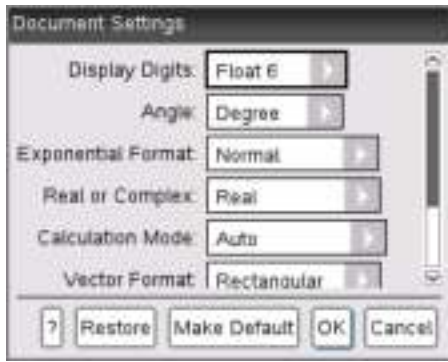 Document Settings
Display Digits: Float 6
Angle: Degree
Exponential Format: Normal
Real or Complex: Real
Calculation Mode: Auto
Vector Format: Rectangular
? Restore Make Default OK Cancel